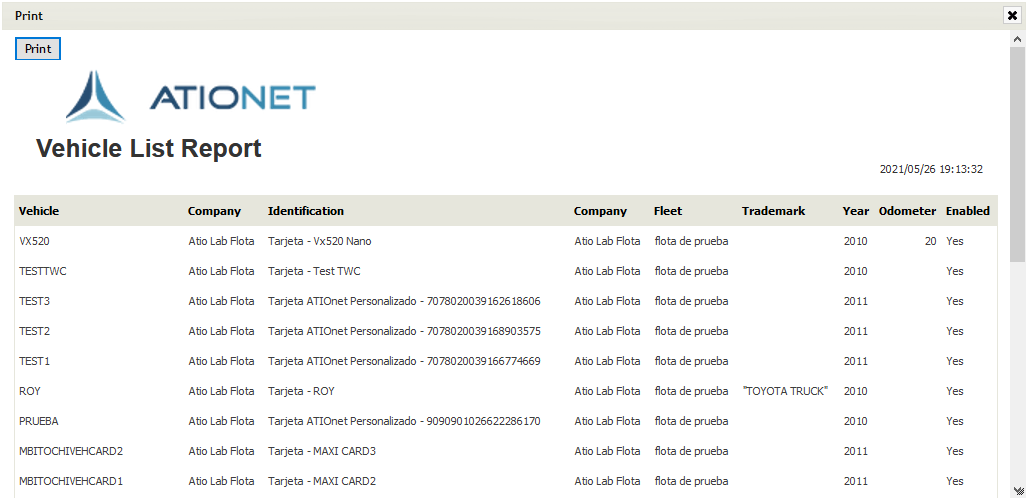 Print
Print
ATIONET
Vehicle List Report
2021/05/26 19:13:32
Vehicle Company Identification Company Fleet Trademark Year Odometer Enabled
VX520 Atio Lab Flota Tarjeta - Vx520 Nano Atio Lab Flota flota de prueba 2010 20 Yes
TESTTWC Atio Lab Flota Tarjeta - Test TWC Atio Lab Flota flota de prueba 2010 Yes
TEST3 Atio Lab Flota Tarjeta ATIOnet Personalizado - 7078020039162618606 Atio Lab Flota flota de prueba 2011 Yes
TEST2 Atio Lab Flota Tarjeta ATIOnet Personalizado - 7078020039168903575 Atio Lab Flota flota de prueba 2011 Yes
TEST1 Atio Lab Flota Tarjeta ATIOnet Personalizado - 7078020039166774669 Atio Lab Flota flota de prueba 2011 Yes
ROY Atio Lab Flota Tarjeta - ROY Atio Lab Flota flota de prueba "TOYOTA TRUCK" 2010 Yes
PRUEBA Atio Lab Flota Tarjeta ATIOnet Personalizado - 9090901026622286170 Atio Lab Flota flota de prueba 2010 Yes
MBITOCHIVEHCARD2 Atio Lab Flota Tarjeta - MAXI CARD3 Atio Lab Flota flota de prueba 2011 Yes
MBITOCHIVEHCARD1 Atio Lab Flota Tarjeta - MAXI CARD2 Atio Lab Flota flota de prueba 2011 Yes